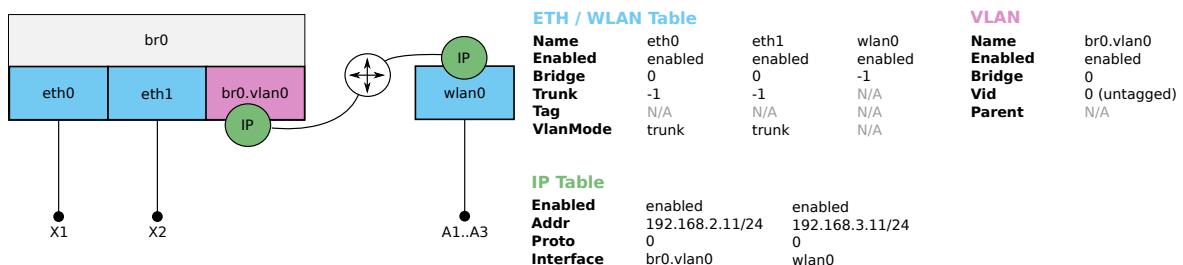 br0
eth0 eth1 br0.vlan0
IP
IP
wlan0
X1 X2 A1..A3
ETH / WLAN Table
Name eth0 eth1 wlan0
Enabled enabled enabled enabled
Bridge 0 0 -1
Trunk -1 -1 N/A
Tag N/A N/A N/A
VlanMode trunk trunk N/A
VLAN
Name br0.vlan0
Enabled enabled
Bridge 0
Vid 0 (untagged)
Parent N/A
IP Table
Enabled enabled enabled
Addr 192.168.2.11/24 192.168.3.11/24
Proto 0 0
Interface br0.vlan0 wlan0